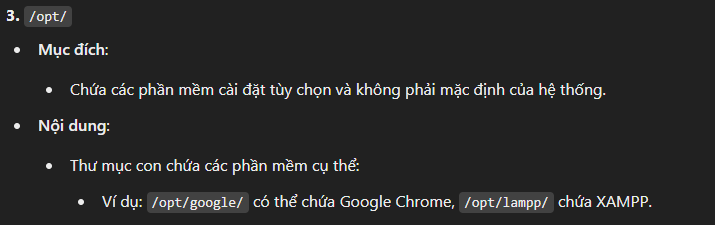 3. /opt/
• Mục đích:
• Chứa các phần mềm cài đặt tùy chọn và không phải mặc định của hệ thống.
• Nội dung:
• Thư mục con chứa các phần mềm cụ thể:
• Ví dụ: /opt/google/ có thể chứa Google Chrome, /opt/lampp/ chứa XAMPP.